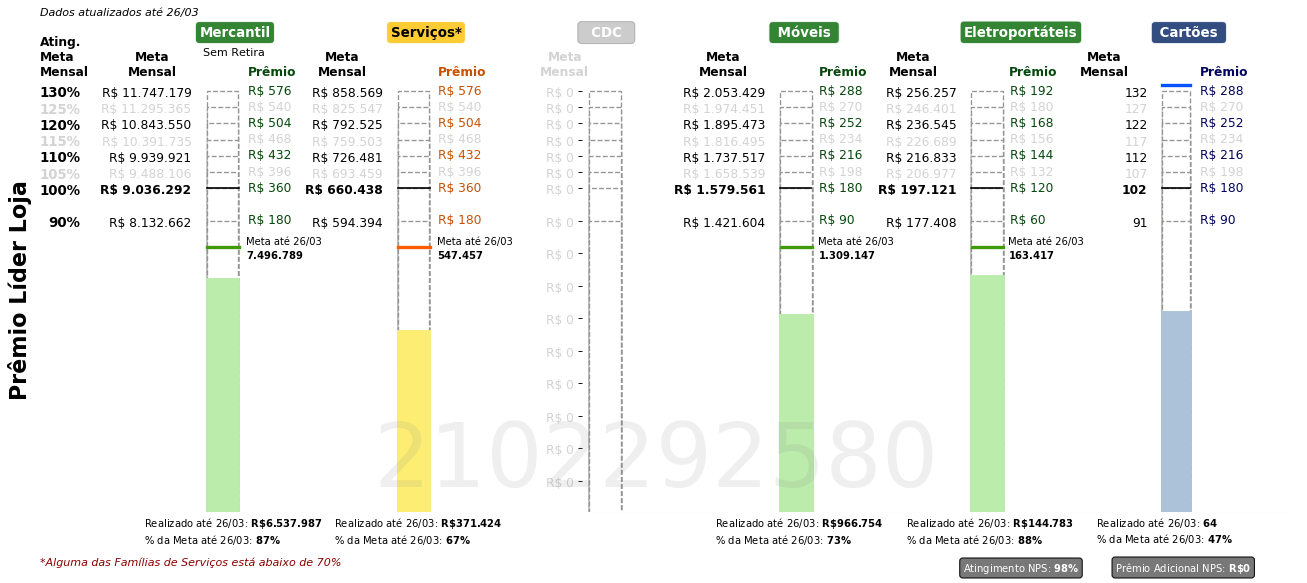 Dados atualizados até 26/03
Mercantil Serviços* CDC Móveis Eletroportáteis Cartões
Sem Retira
Ating. Meta Mensal
Meta Mensal Prêmio Meta Mensal Prêmio Meta Mensal Meta Mensal Prêmio Meta Mensal Prêmio Meta Mensal Prêmio
130% R$ 11.747.179 R$ 576 R$ 858.569 R$ 576 R$ 0 R$ 2.053.429 R$ 288 R$ 256.257 R$ 192 132 R$ 288
125% R$ 11.295.365 R$ 540 R$ 825.547 R$ 540 R$ 0 R$ 1.974.451 R$ 270 R$ 246.401 R$ 180 127 R$ 270
120% R$ 10.843.550 R$ 504 R$ 792.525 R$ 504 R$ 0 R$ 1.895.473 R$ 252 R$ 236.545 R$ 168 122 R$ 252
115% R$ 10.391.735 R$ 468 R$ 759.503 R$ 468 R$ 0 R$ 1.816.495 R$ 234 R$ 226.689 R$ 156 117 R$ 234
110% R$ 9.939.921 R$ 432 R$ 726.481 R$ 432 R$ 0 R$ 1.737.517 R$ 216 R$ 216.833 R$ 144 112 R$ 216
105% R$ 9.488.106 R$ 396 R$ 693.459 R$ 396 R$ 0 R$ 1.658.539 R$ 198 R$ 206.977 R$ 132 107 R$ 198
100% R$ 9.036.292 R$ 360 R$ 660.438 R$ 360 R$ 0 R$ 1.579.561 R$ 180 R$ 197.121 R$ 120 102 R$ 180
90% R$ 8.132.662 R$ 180 R$ 594.394 R$ 180 R$ 0 R$ 1.421.604 R$ 90 R$ 177.408 R$ 60 91 R$ 90
Meta até 26/03 Meta até 26/03 Meta até 26/03 Meta até 26/03
7.496.789 547.457 R$ 0 1.309.147 163.417
R$ 0
R$ 0
R$ 0
R$ 0
R$ 0
R$ 0
R$ 0
Prêmio Líder Loja
2102292580
Realizado até 26/03: R$6.537.987 Realizado até 26/03: R$371.424 Realizado até 26/03: R$966.754 Realizado até 26/03: R$144.783 Realizado até 26/03: 64
% da Meta até 26/03: 87% % da Meta até 26/03: 67% % da Meta até 26/03: 73% % da Meta até 26/03: 88% % da Meta até 26/03: 47%
*Alguma das Famílias de Serviços está abaixo de 70% Atingimento NPS: 98% Prêmio Adicional NPS: R$0